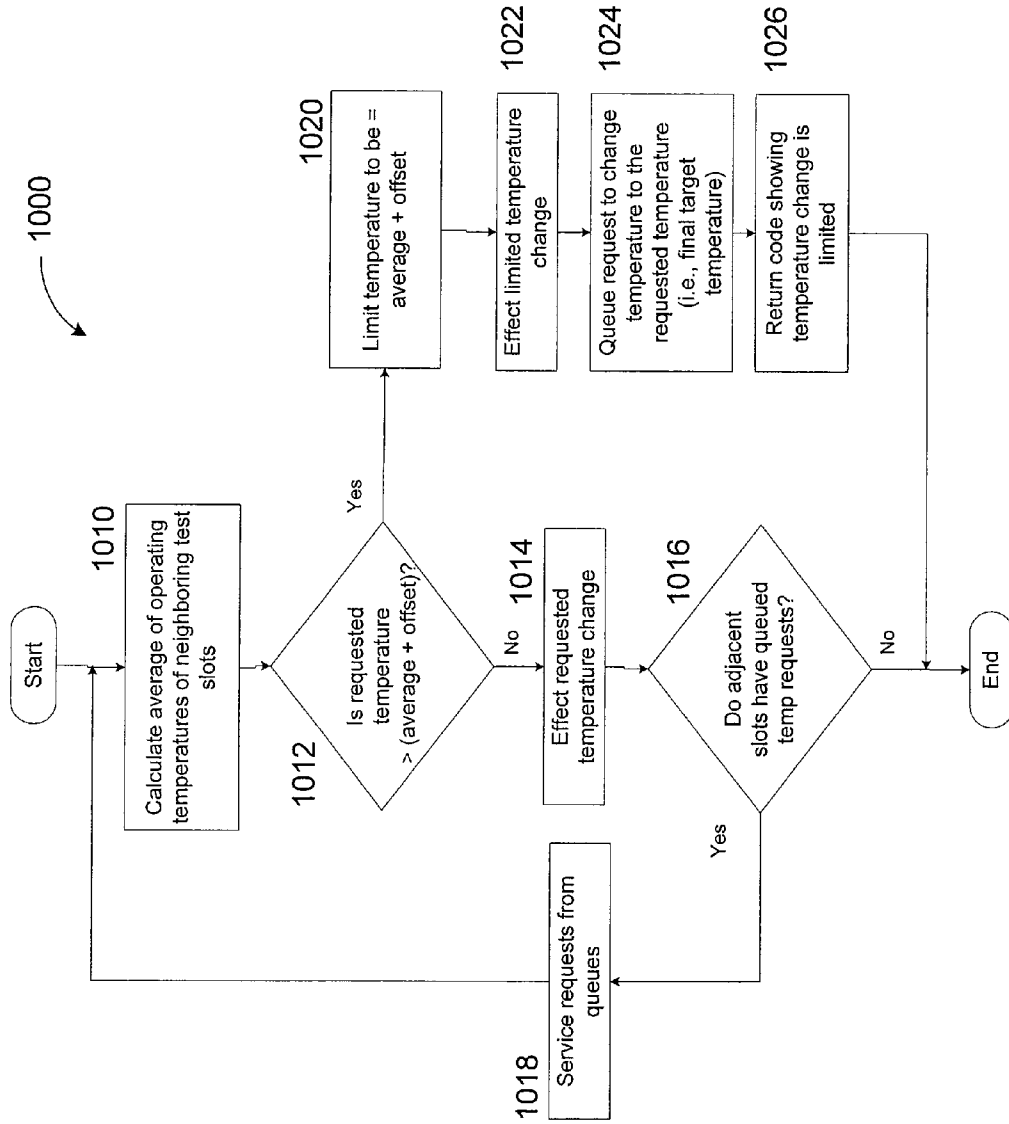 1000
Start
1010
Calculate average of operating
temperatures of neighboring test
slots
1012
Is requested
temperature
> (average + offset)?
Yes
No
1020
Limit temperature to be =
average + offset
1022
Effect limited temperature
change
1024
Queue request to change
temperature to the
requested temperature
(i.e., final target
temperature)
1026
Return code showing
temperature change is
limited
1014
Effect requested
temperature change
1016
Do adjacent
slots have queued
temp requests?
Yes
No
1018
Service requests from
queues
End